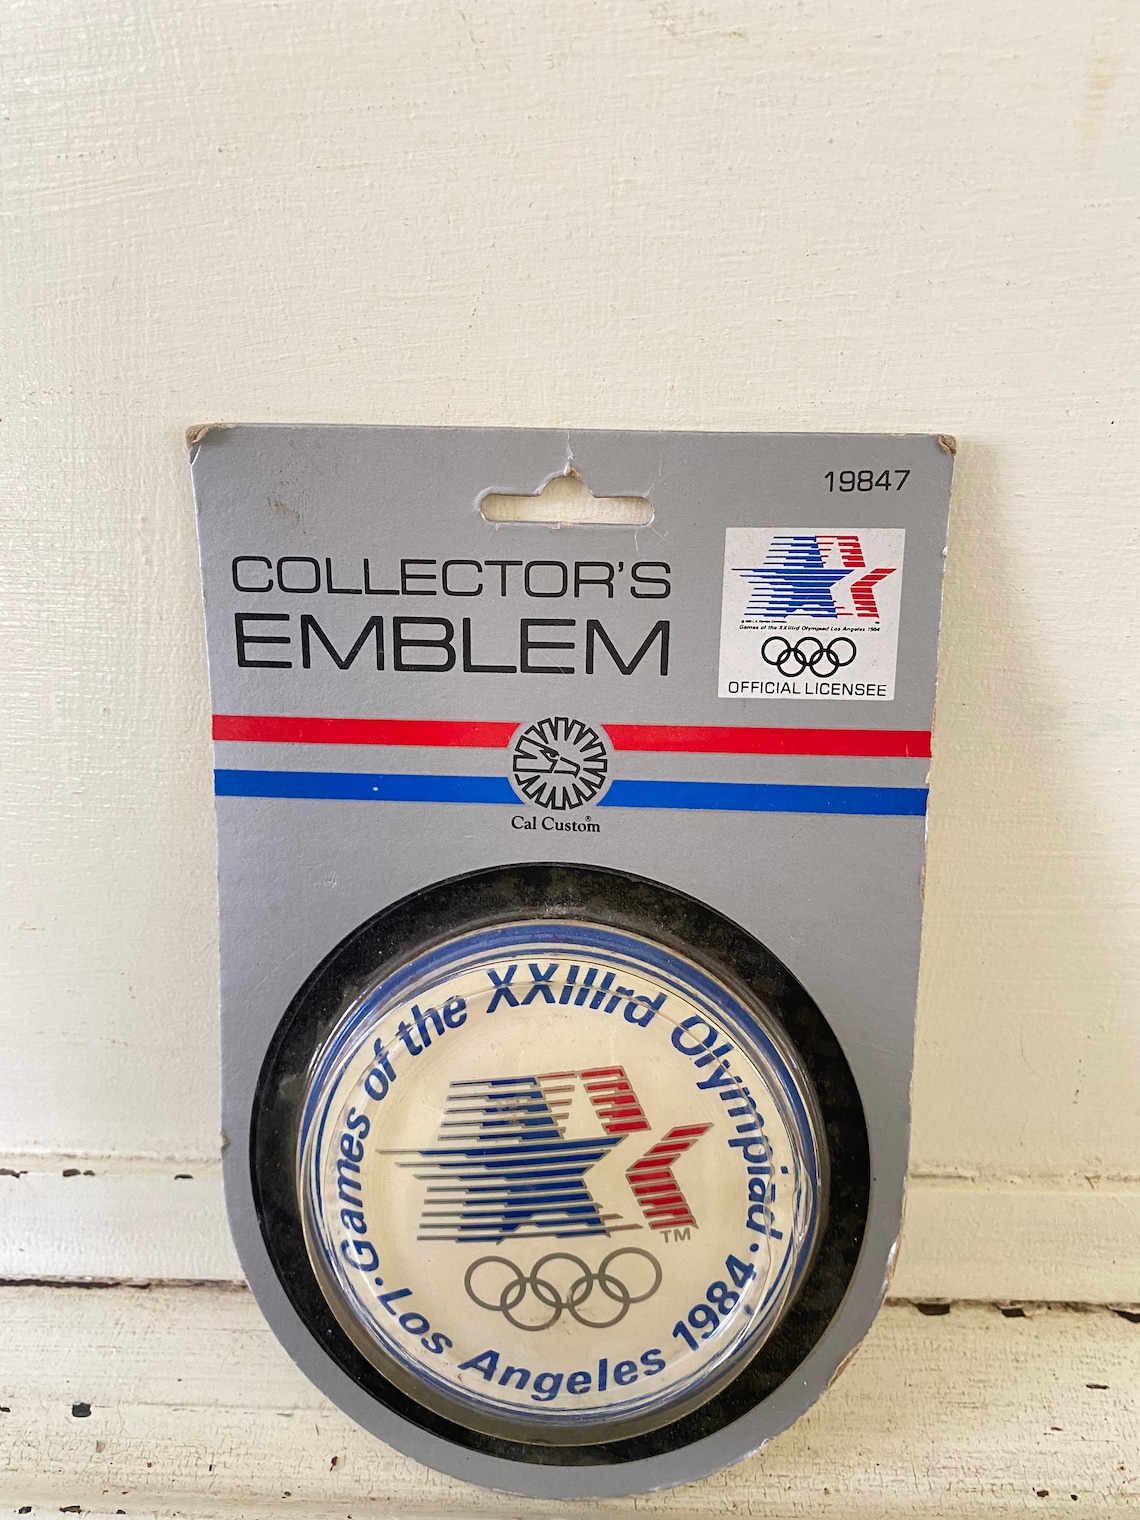 19847
COLLECTOR'S
EMBLEM
Games of the XXIIIrd Olympiad Los Angeles 1984
OFFICIAL LICENSEE
Cal Custom®
Games of the XXIIIrd Olympiad
TM
Los Angeles 1984